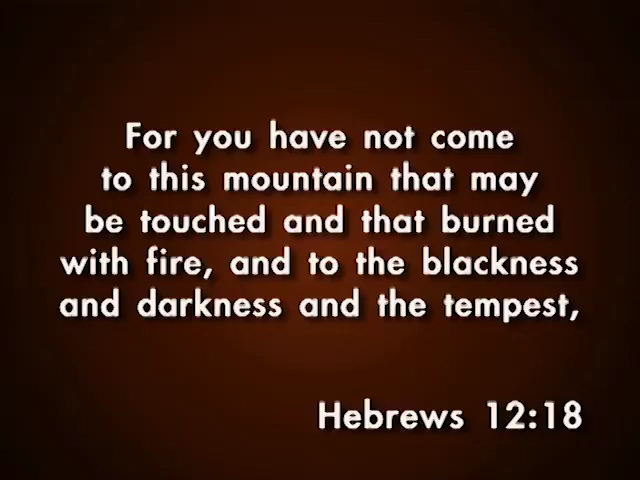 For you have not come
to this mountain that may
be touched and that burned
with fire, and to the blackness
and darkness and the tempest,
Hebrews 12:18